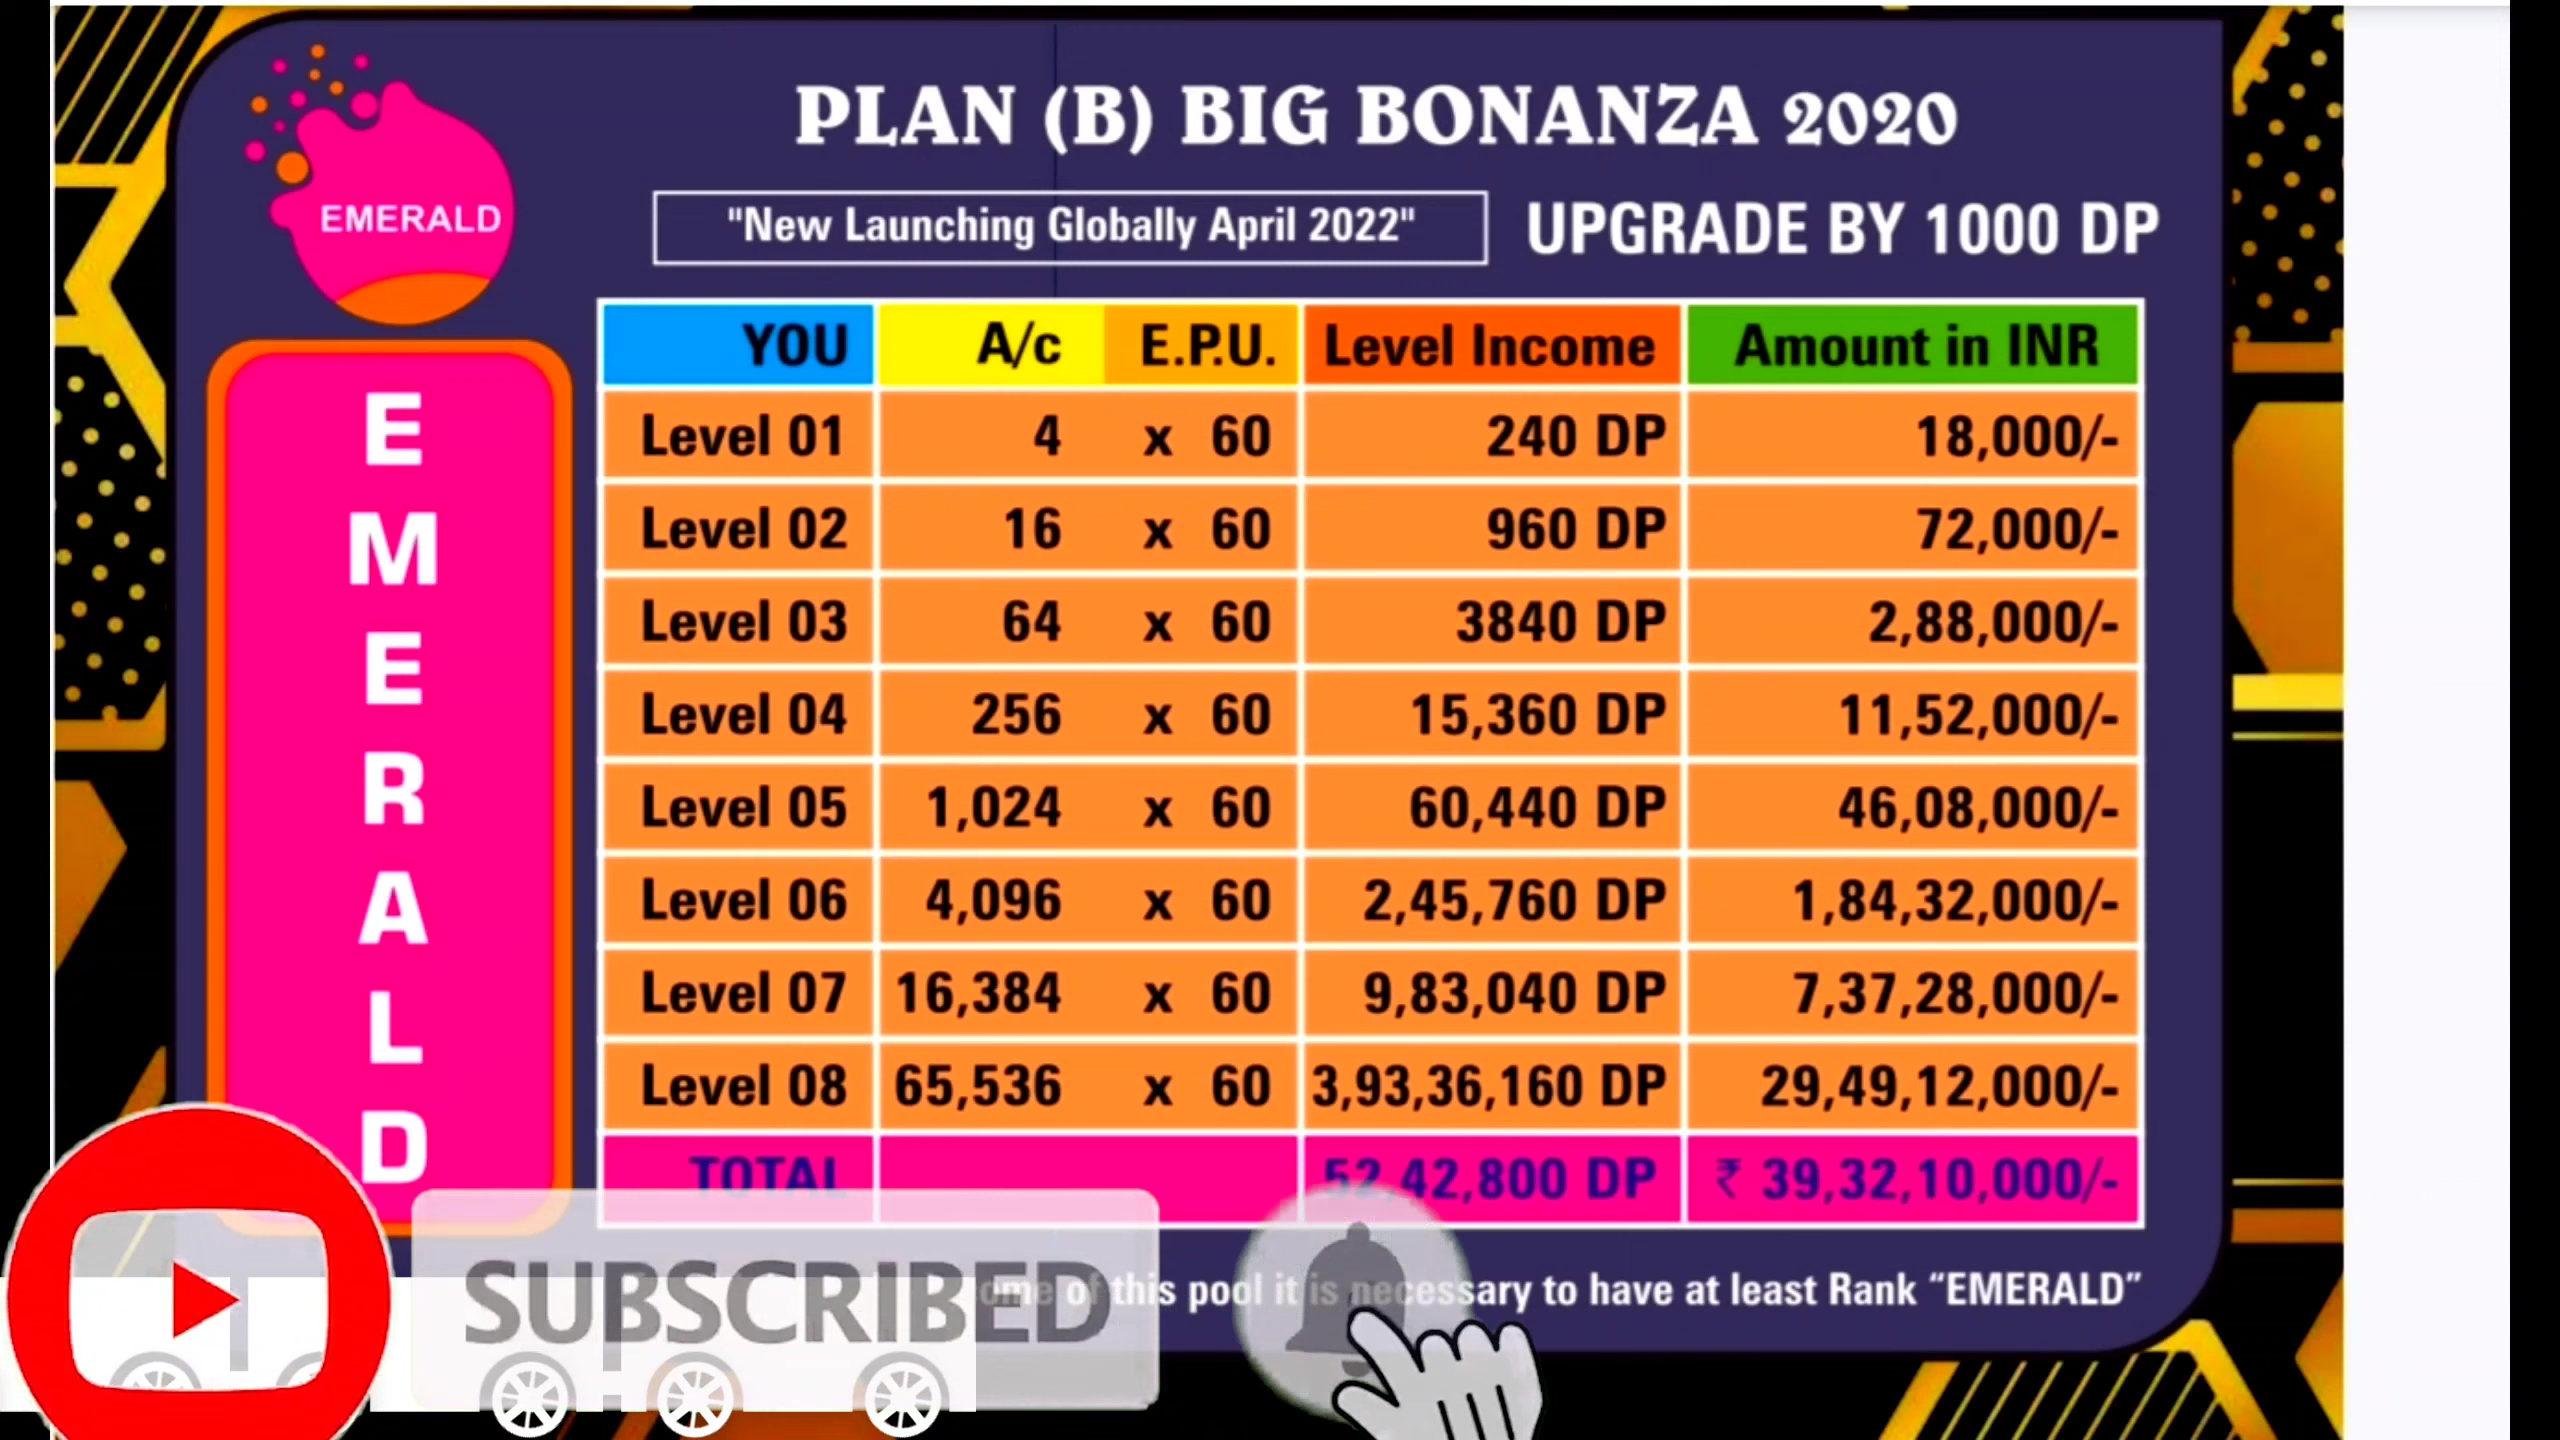 PLAN (B) BIG BONANZA 2020
EMERALD
"New Launching Globally April 2022" UPGRADE BY 1000 DP
EMERALD
YOU A/c E.P.U. Level Income Amount in INR
Level 01 4 x 60 240 DP 18,000/-
Level 02 16 x 60 960 DP 72,000/-
Level 03 64 x 60 3840 DP 2,88,000/-
Level 04 256 x 60 15,360 DP 11,52,000/-
Level 05 1,024 x 60 60,440 DP 46,08,000/-
Level 06 4,096 x 60 2,45,760 DP 1,84,32,000/-
Level 07 16,384 x 60 9,83,040 DP 7,37,28,000/-
Level 08 65,536 x 60 3,93,36,160 DP 29,49,12,000/-
TOTAL 52,42,800 DP ₹ 39,32,10,000/-
of this pool it is necessary to have at least Rank “EMERALD”
SUBSCRIBED